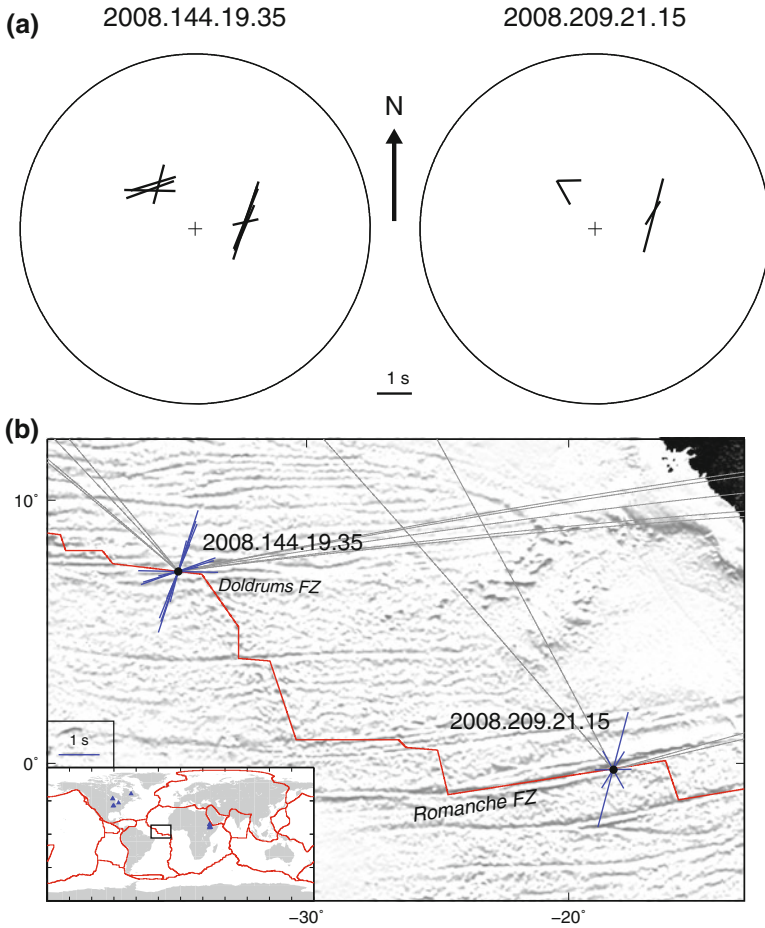 (a)
2008.144.19.35
2008.209.21.15
N
1 s
(b)
10˚
2008.144.19.35
Doldrums FZ
2008.209.21.15
1 s
0˚
Romanche FZ
−30˚
−20˚